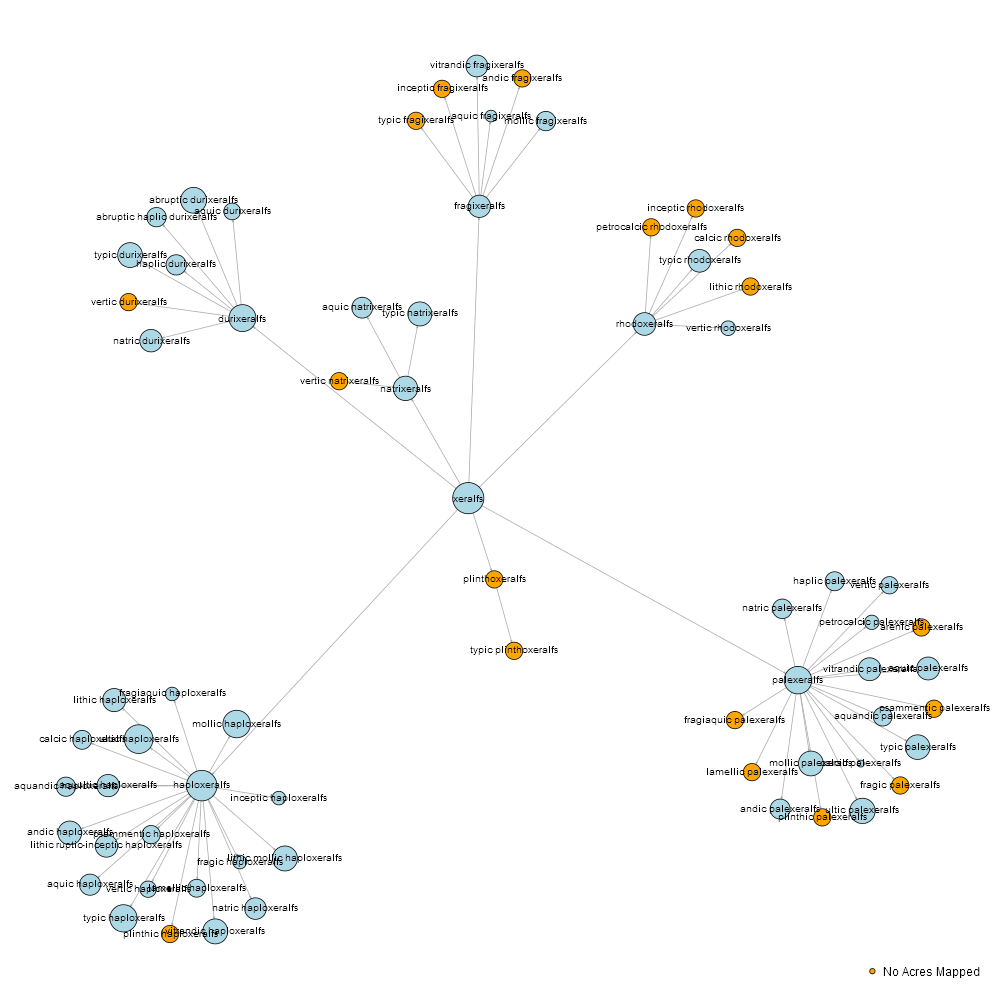 vitrandic fragixeralfs
andic fragixeralfs
inceptic fragixeralfs
typic fragixeralfs
aquic fragixeralfs
mollic fragixeralfs
fragixeralfs
abruptic durixeralfs
aquic durixeralfs
abruptic haplic durixeralfs
typic durixeralfs
haplic durixeralfs
vertic durixeralfs
durixeralfs
natric durixeralfs
inceptic rhodoxeralfs
petrocalcic rhodoxeralfs
calcic rhodoxeralfs
typic rhodoxeralfs
lithic rhodoxeralfs
rhodoxeralfs
vertic rhodoxeralfs
aquic natrixeralfs
typic natrixeralfs
vertic natrixeralfs
natrixeralfs
xeralfs
plinthoxeralfs
typic plinthoxeralfs
haplic palexeralfs
vertic palexeralfs
natric palexeralfs
petrocalcic palexeralfs
arenic palexeralfs
vitrandic palexeralfs
aquic palexeralfs
palexeralfs
psammentic palexeralfs
aquandic palexeralfs
fragiaquic palexeralfs
typic palexeralfs
mollic palexeralfs
palexeralfs
lamellic palexeralfs
fragic palexeralfs
andic palexeralfs
ultic palexeralfs
plinthic palexeralfs
fragiaquic haploxeralfs
lithic haploxeralfs
mollic haploxeralfs
calcic haploxeralfs
ultic haploxeralfs
aquandic haploxeralfs
aquultic haploxeralfs
haploxeralfs
inceptic haploxeralfs
andic haploxeralfs
psammentic haploxeralfs
lithic ruptic-inceptic haploxeralfs
fragic haploxeralfs
lithic mollic haploxeralfs
aquic haploxeralfs
vertic haploxeralfs
lamellic haploxeralfs
natric haploxeralfs
typic haploxeralfs
plinthic haploxeralfs
vitrandic haploxeralfs
No Acres Mapped